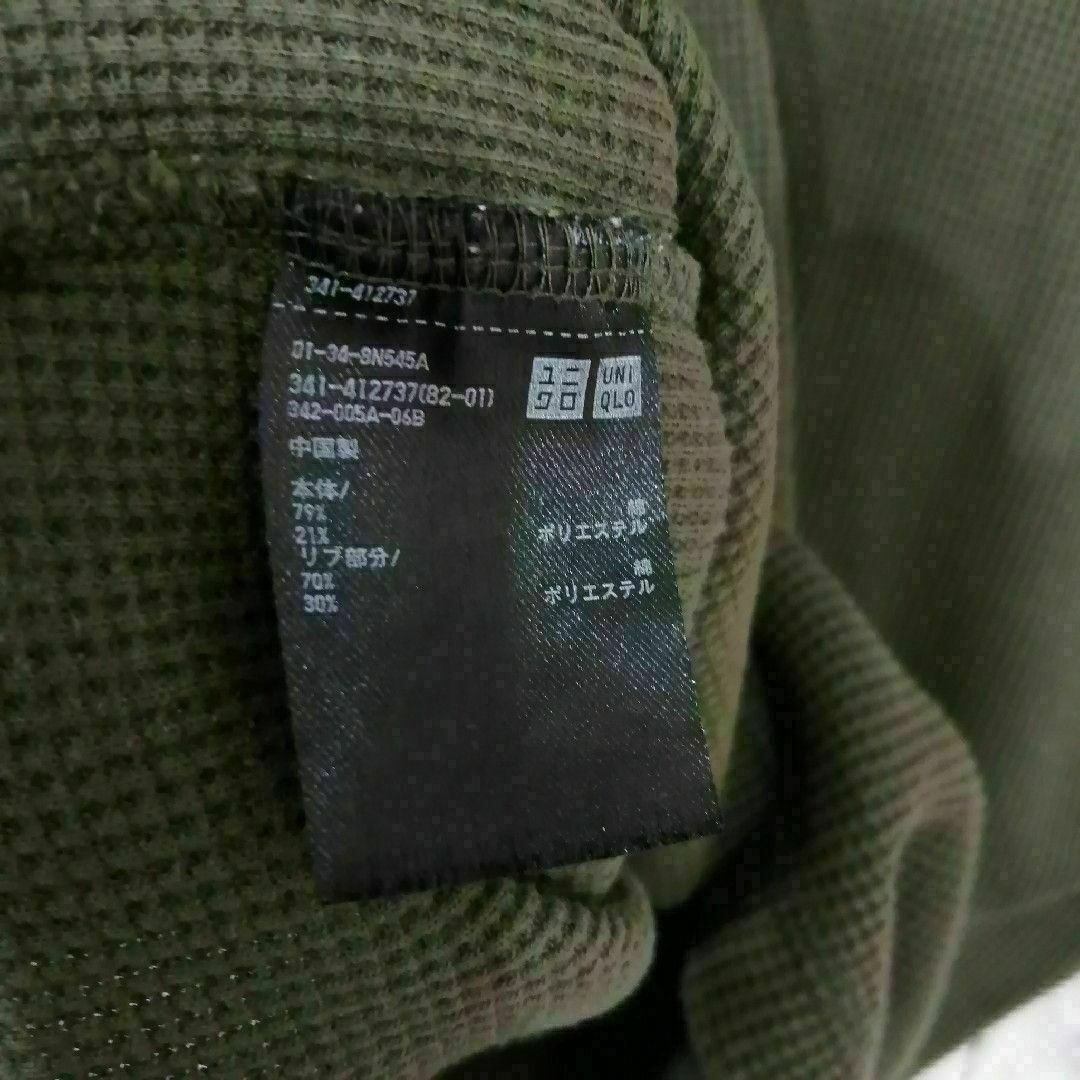 341-412737
01-34-9N545A
341-412737(82-01)
342-005A-06B
ユニ
クロ
UNI
QLO
中国製
本体/
79% 綿
21% ポリエステル
リブ部分/
70% 綿
30% ポリエステル